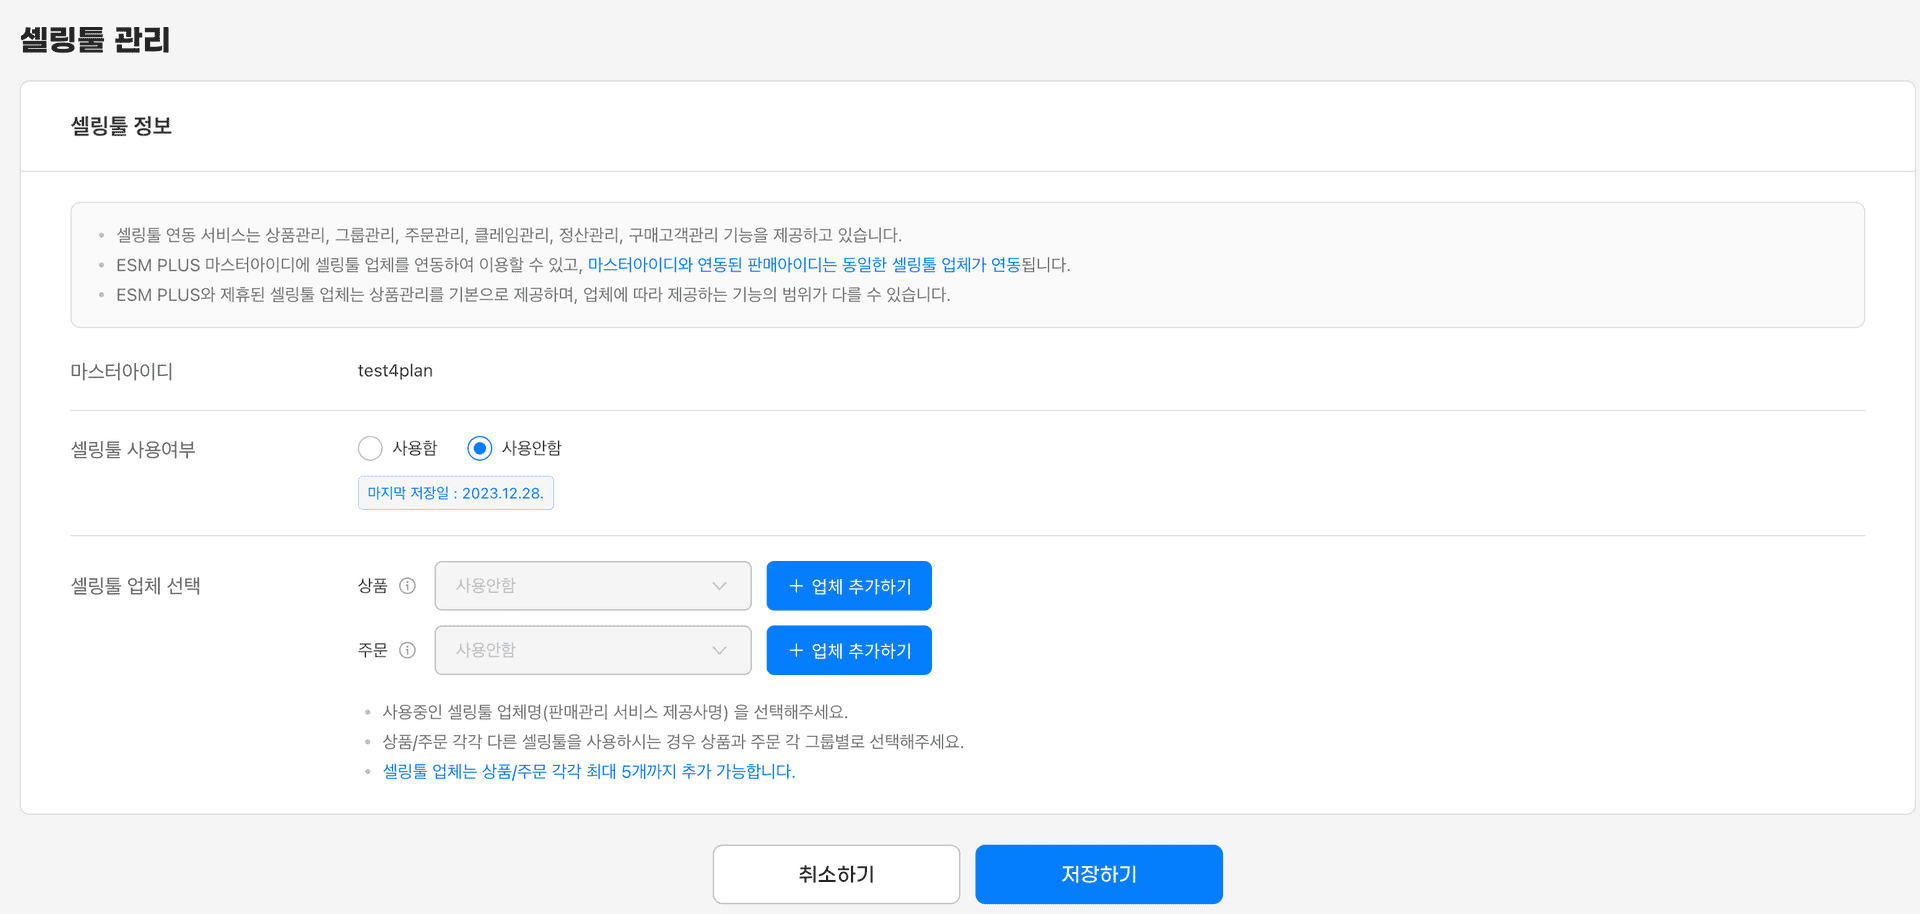 셀링툴 관리
셀링툴 정보
셀링툴 연동 서비스는 상품관리, 그룹관리, 주문관리, 클레임관리, 정산관리, 구매고객관리 기능을 제공하고 있습니다.
ESM PLUS 마스터아이디에 셀링툴 업체를 연동하여 이용할 수 있고, 마스터아이디와 연동된 판매아이디는 동일한 셀링툴 업체가 연동됩니다.
ESM PLUS와 제휴된 셀링툴 업체는 상품관리를 기본으로 제공하며, 업체에 따라 제공하는 기능의 범위가 다를 수 있습니다.
마스터아이디 test4plan
셀링툴 사용여부 사용함 사용안함
마지막 저장일 : 2023.12.28.
셀링툴 업체 선택 상품 사용안함 + 업체 추가하기
주문 사용안함 + 업체 추가하기
사용중인 셀링툴 업체명(판매관리 서비스 제공사명) 을 선택해주세요.
상품/주문 각각 다른 셀링툴을 사용하시는 경우 상품과 주문 각 그룹별로 선택해주세요.
셀링툴 업체는 상품/주문 각각 최대 5개까지 추가 가능합니다.
취소하기 저장하기